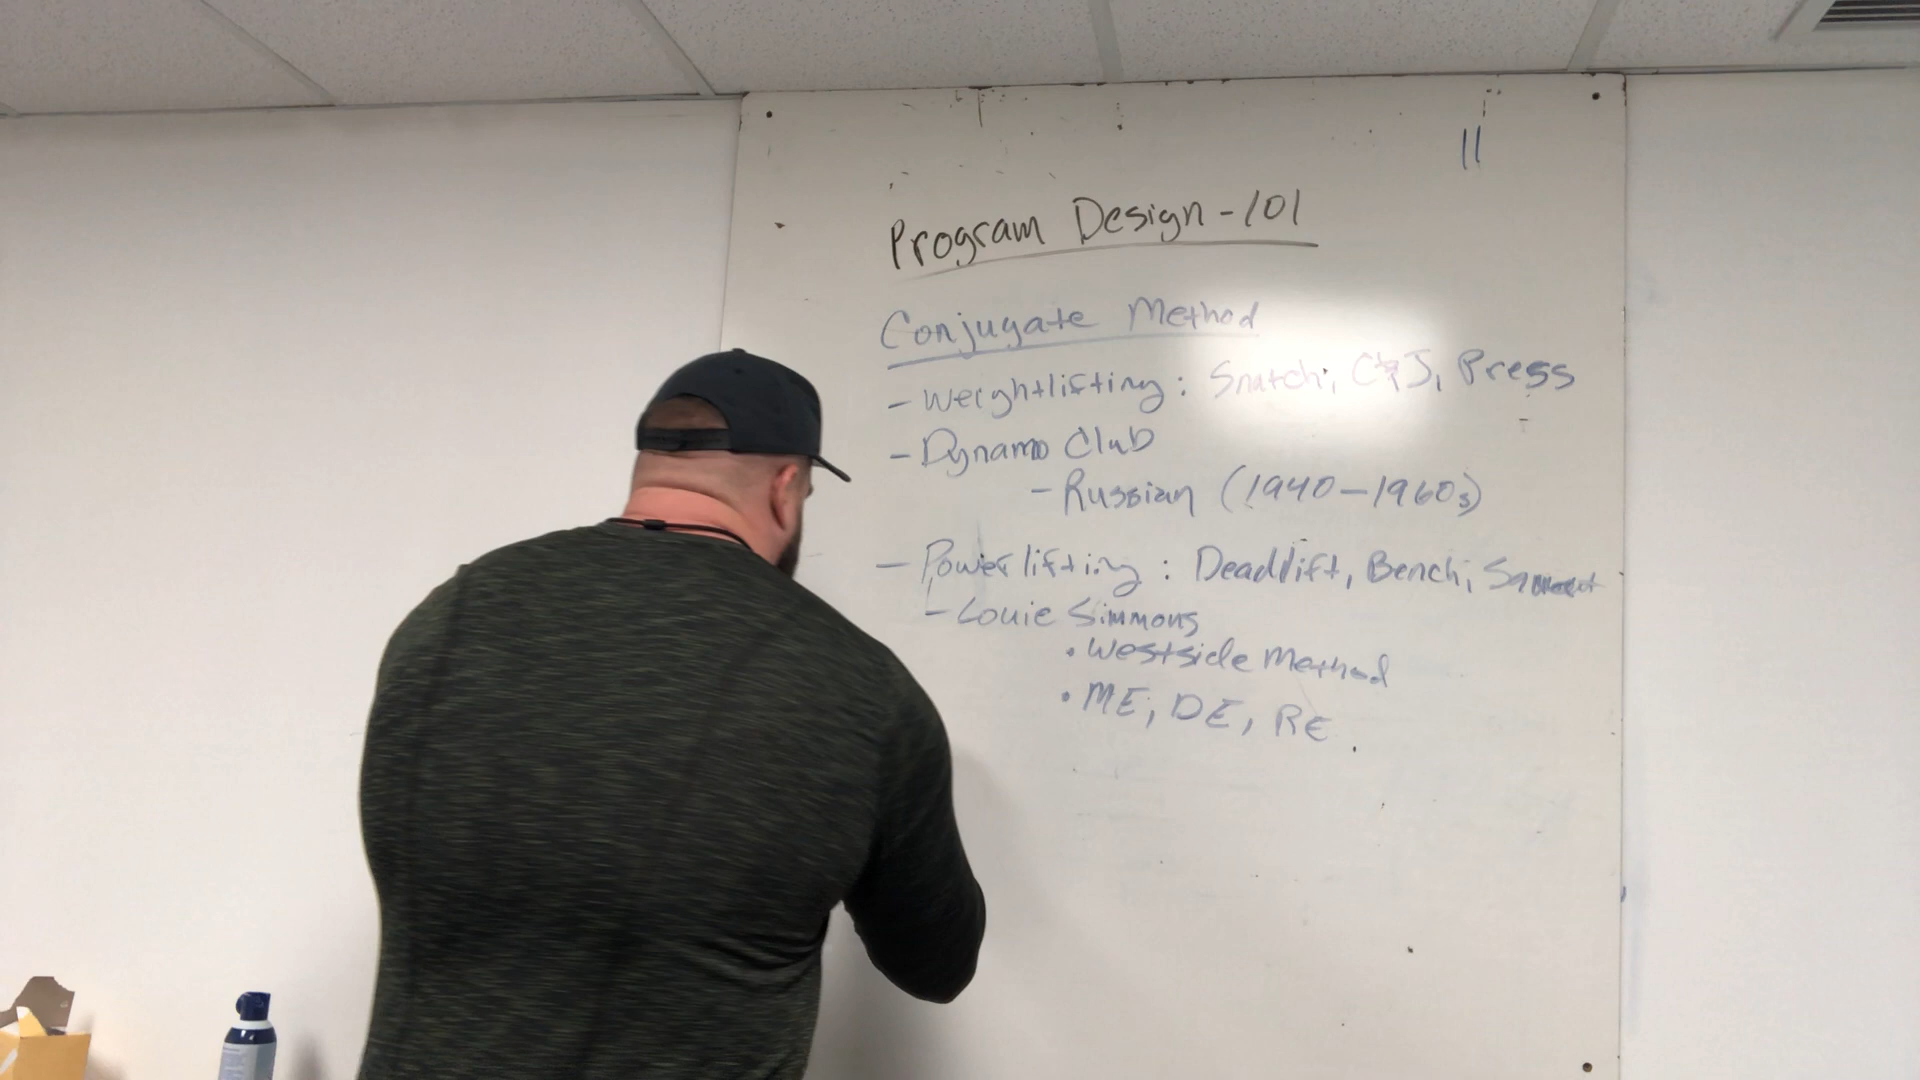 11
Program Design - 101
Conjugate Method
- Weightlifting: Snatch, C&J, Press
- Dynamo Club
- Russian (1940-1960s)
- Powerlifting: Deadlift, Bench,
- Louie Simmons
• Westside Method
• ME, DE, RE